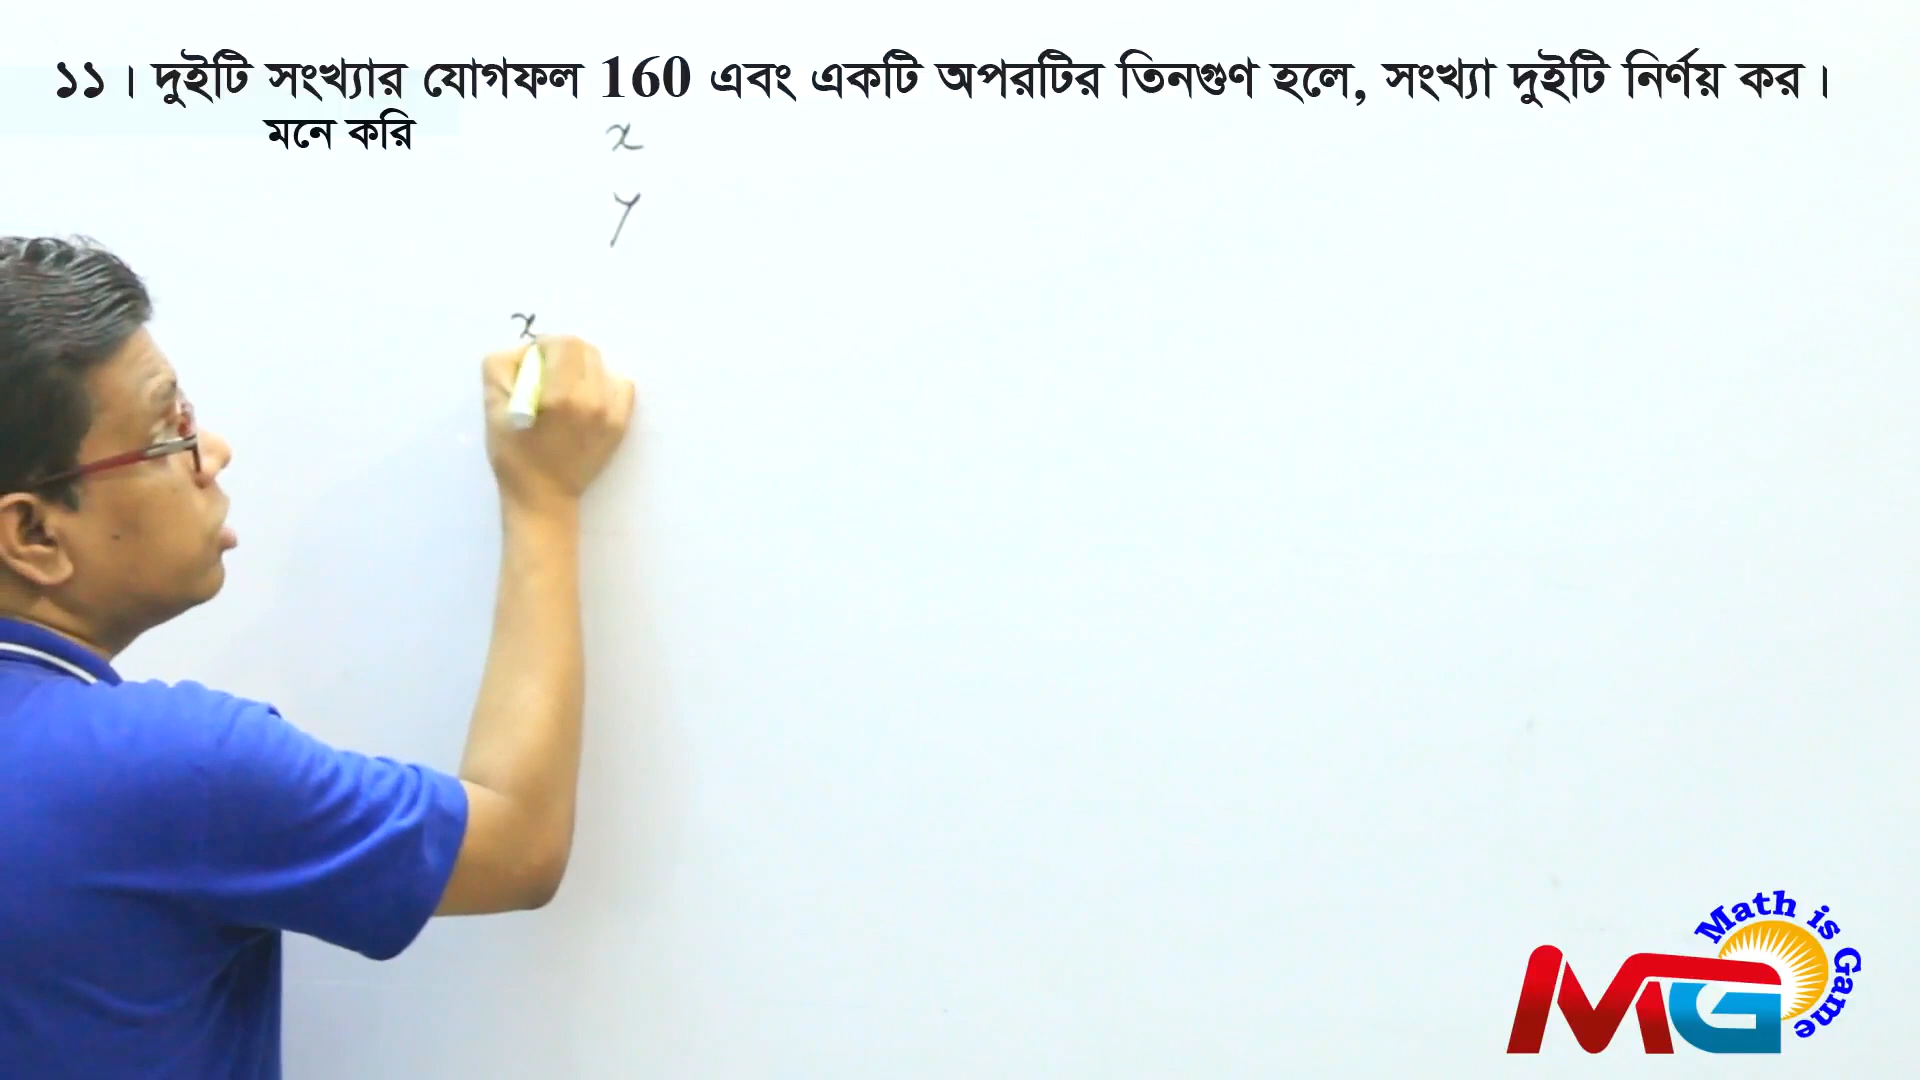 ১১। দুইটি সংখ্যার যোগফল 160 এবং একটি অপরটির তিনগুণ হলে, সংখ্যা দুইটি নির্ণয় কর।
মনে করি x
y
x
Math is Game
MG